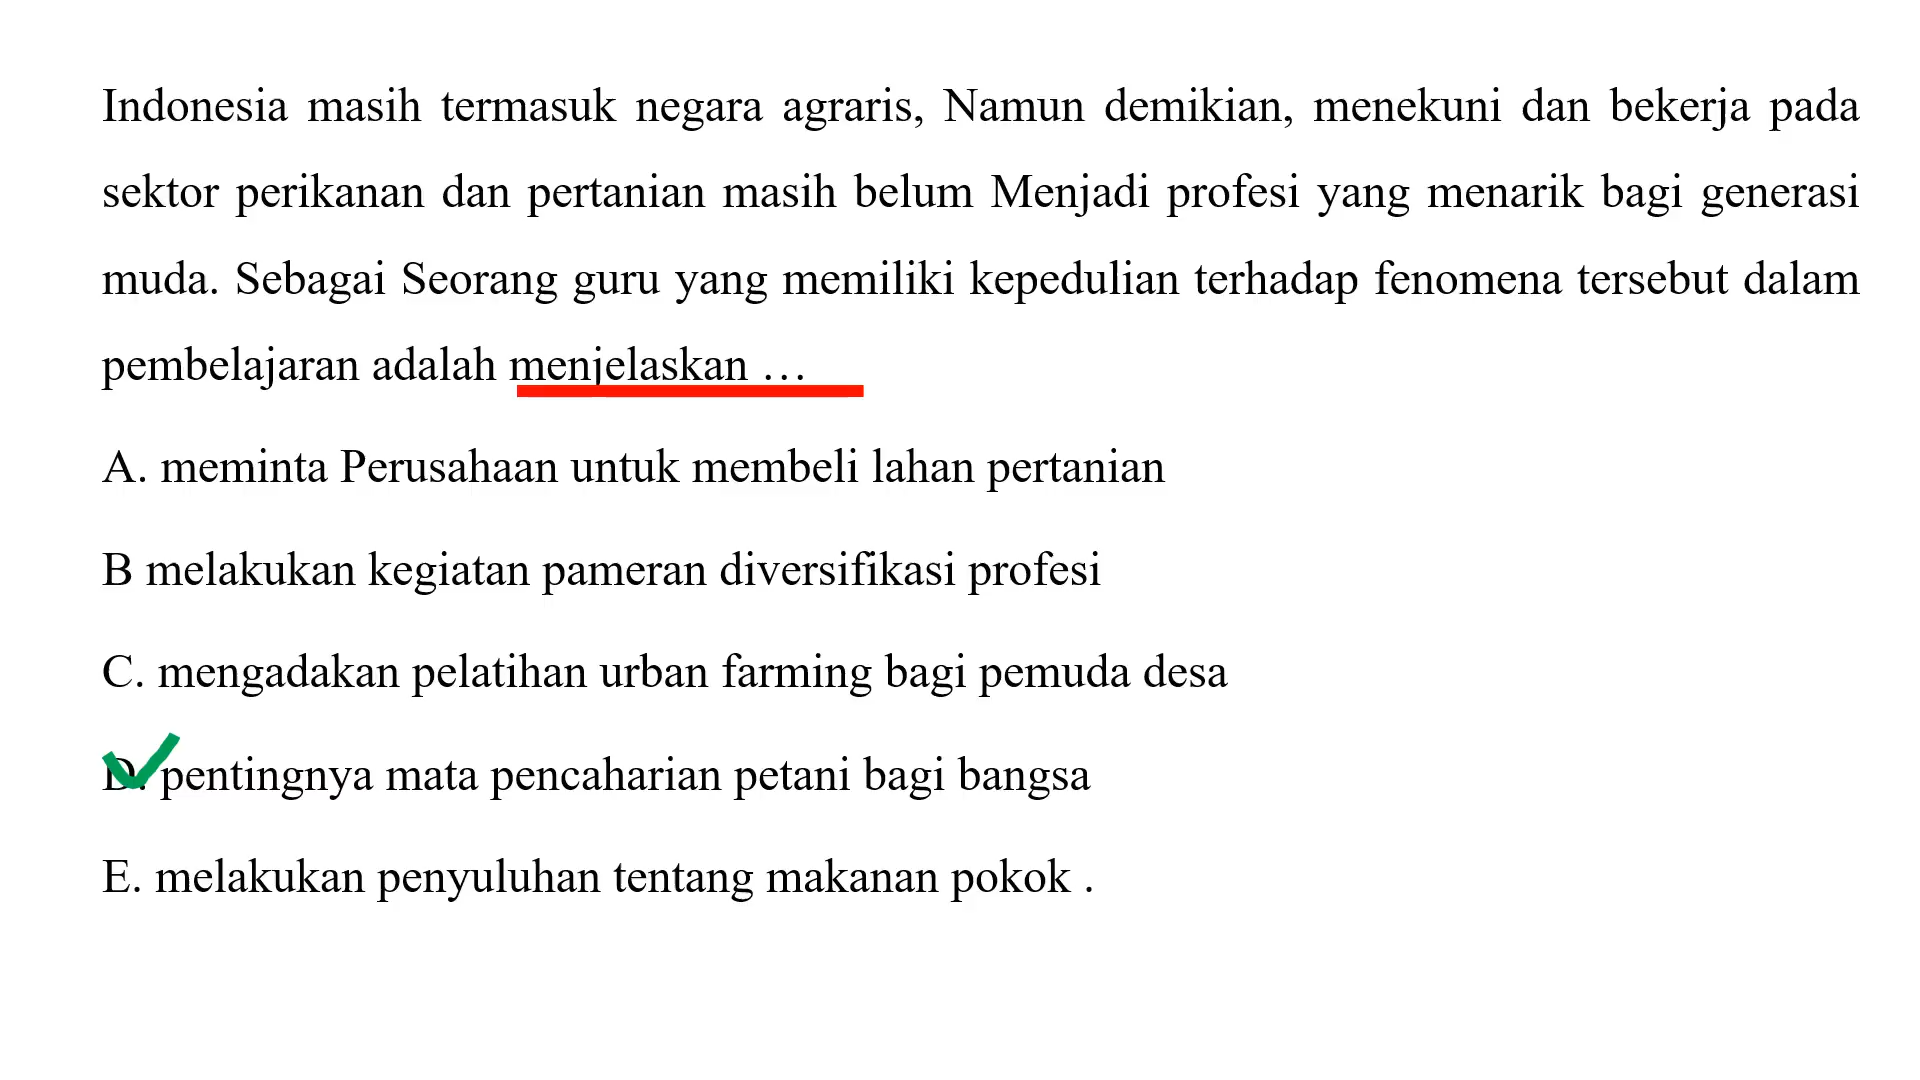 Indonesia masih termasuk negara agraris, Namun demikian, menekuni dan bekerja pada
sektor perikanan dan pertanian masih belum Menjadi profesi yang menarik bagi generasi
muda. Sebagai Seorang guru yang memiliki kepedulian terhadap fenomena tersebut dalam
pembelajaran adalah menjelaskan …
A. meminta Perusahaan untuk membeli lahan pertanian
B melakukan kegiatan pameran diversifikasi profesi
C. mengadakan pelatihan urban farming bagi pemuda desa
D. pentingnya mata pencaharian petani bagi bangsa
E. melakukan penyuluhan tentang makanan pokok .